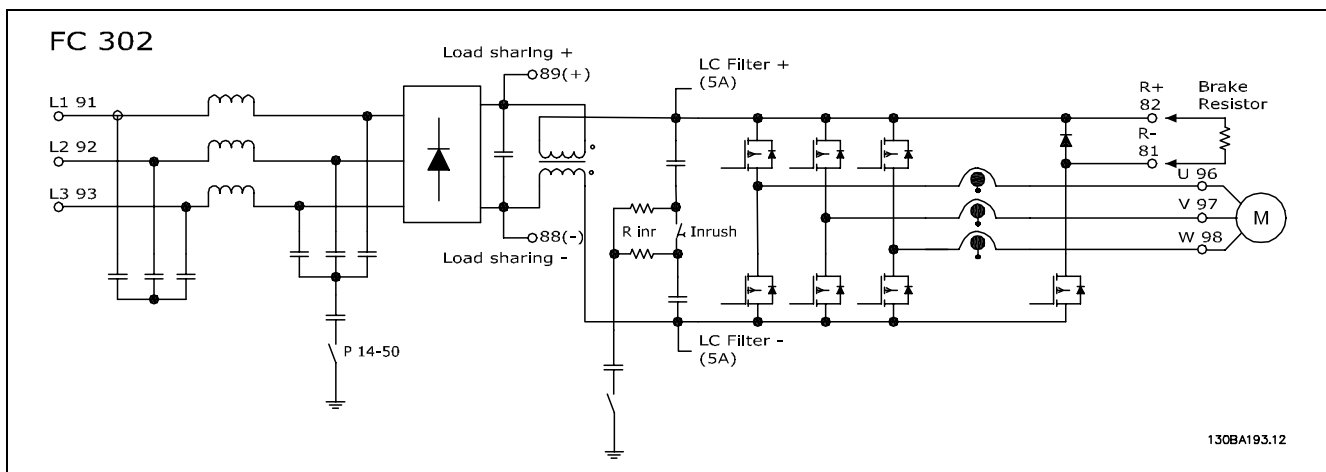 FC 302
Load sharing +
89(+)
LC Filter +
(5A)
R+
82
Brake
Resistor
L1 91
R-
81
L2 92
U 96
L3 93
V 97
M
R inr
Inrush
88(-)
Load sharing -
W 98
P 14-50
LC Filter -
(5A)
130BA193.12